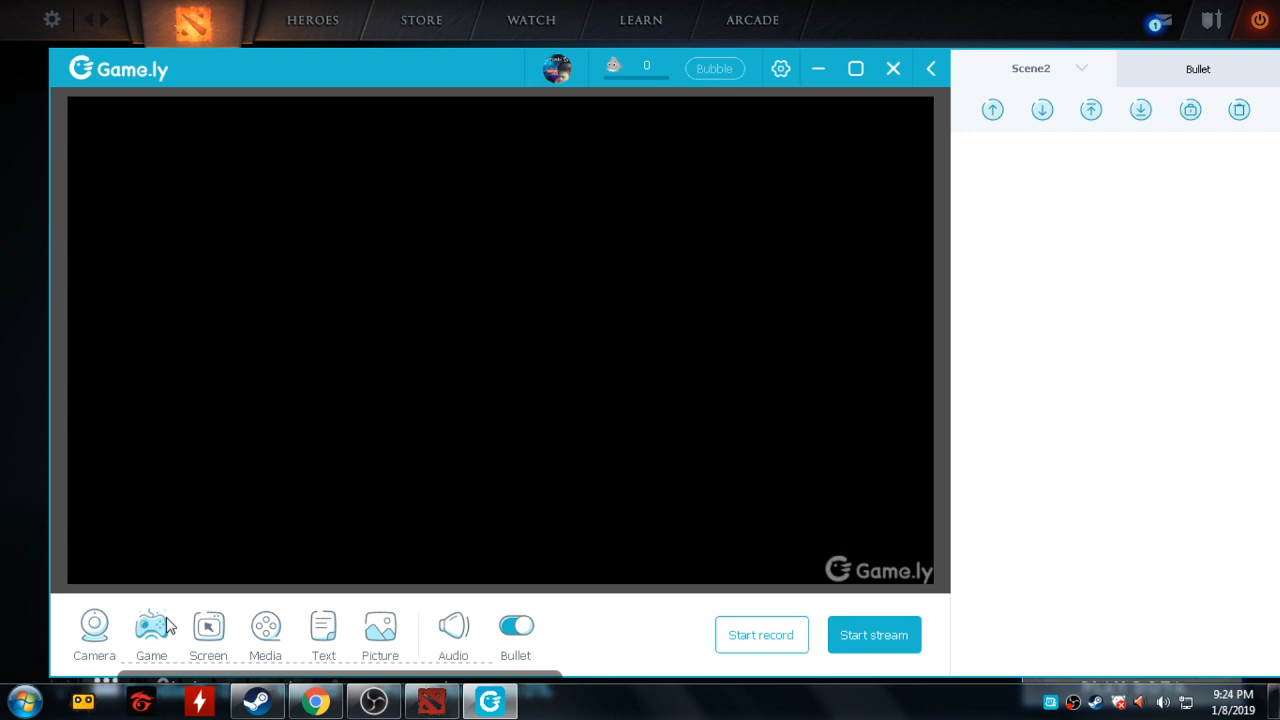 HEROES STORE WATCH LEARN ARCADE
1
Game.ly 0 Bubble Scene2 Bullet
Game.ly
Camera Game Screen Media Text Picture Audio Bullet
Start record Start stream
9:24 PM
1/8/2019